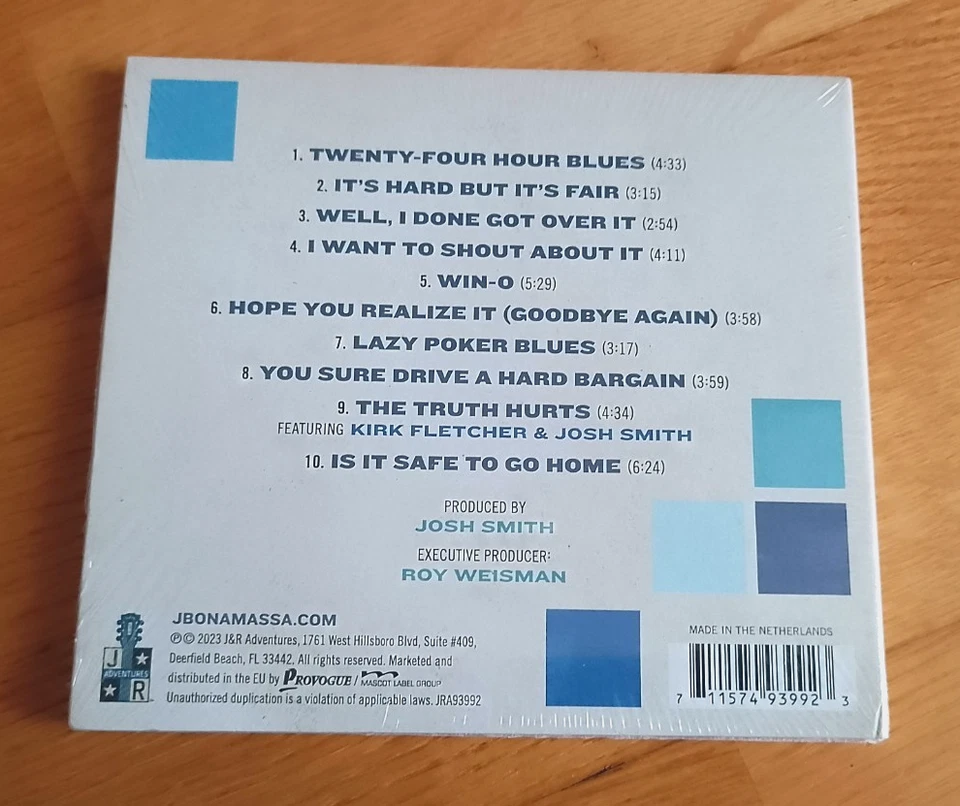 1. TWENTY-FOUR HOUR BLUES (4:33)
2. IT'S HARD BUT IT'S FAIR (3:15)
3. WELL, I DONE GOT OVER IT (2:54)
4. I WANT TO SHOUT ABOUT IT (4:11)
5. WIN-O (5:29)
6. HOPE YOU REALIZE IT (GOODBYE AGAIN) (3:58)
7. LAZY POKER BLUES (3:17)
8. YOU SURE DRIVE A HARD BARGAIN (3:59)
9. THE TRUTH HURTS (4:34)
FEATURING KIRK FLETCHER & JOSH SMITH
10. IS IT SAFE TO GO HOME (6:24)
PRODUCED BY
JOSH SMITH
EXECUTIVE PRODUCER:
ROY WEISMAN
JBONAMASSA.COM
℗© 2023 J&R Adventures, 1761 West Hillsboro Blvd, Suite #409,
Deerfield Beach, FL 33442. All rights reserved. Marketed and
distributed in the EU by PROVOGUE / MASCOT LABEL GROUP
Unauthorized duplication is a violation of applicable laws. JRA93992
J
ADVENTURES
R
MADE IN THE NETHERLANDS
7 11574 93992 3